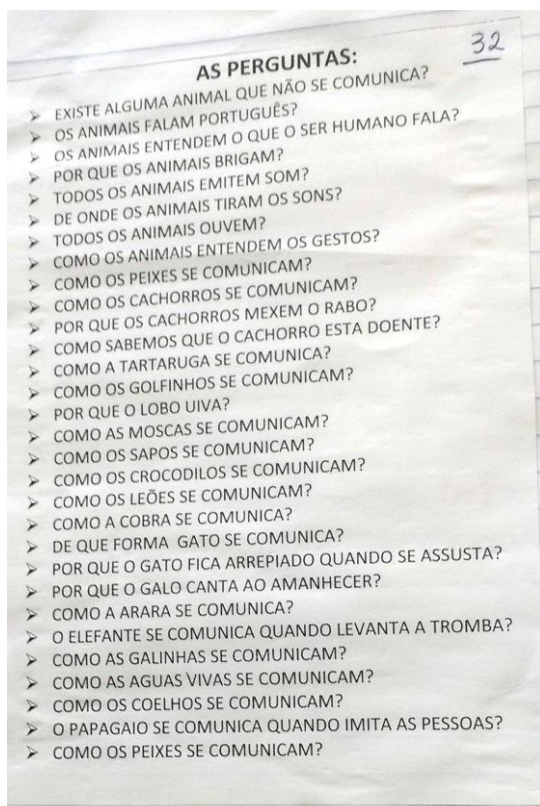 32
AS PERGUNTAS:
➤ EXISTE ALGUMA ANIMAL QUE NÃO SE COMUNICA?
➤ OS ANIMAIS FALAM PORTUGUÊS?
➤ OS ANIMAIS ENTENDEM O QUE O SER HUMANO FALA?
➤ POR QUE OS ANIMAIS BRIGAM?
➤ TODOS OS ANIMAIS EMITEM SOM?
➤ DE ONDE OS ANIMAIS TIRAM OS SONS?
➤ TODOS OS ANIMAIS OUVEM?
➤ COMO OS ANIMAIS ENTENDEM OS GESTOS?
➤ COMO OS PEIXES SE COMUNICAM?
➤ COMO OS CACHORROS SE COMUNICAM?
➤ POR QUE OS CACHORROS MEXEM O RABO?
➤ COMO SABEMOS QUE O CACHORRO ESTA DOENTE?
➤ COMO A TARTARUGA SE COMUNICA?
➤ COMO OS GOLFINHOS SE COMUNICAM?
➤ POR QUE O LOBO UIVA?
➤ COMO AS MOSCAS SE COMUNICAM?
➤ COMO OS SAPOS SE COMUNICAM?
➤ COMO OS CROCODILOS SE COMUNICAM?
➤ COMO OS LEÕES SE COMUNICAM?
➤ COMO A COBRA SE COMUNICA?
➤ DE QUE FORMA GATO SE COMUNICA?
➤ POR QUE O GATO FICA ARREPIADO QUANDO SE ASSUSTA?
➤ POR QUE O GALO CANTA AO AMANHECER?
➤ COMO A ARARA SE COMUNICA?
➤ O ELEFANTE SE COMUNICA QUANDO LEVANTA A TROMBA?
➤ COMO AS GALINHAS SE COMUNICAM?
➤ COMO AS AGUAS VIVAS SE COMUNICAM?
➤ COMO OS COELHOS SE COMUNICAM?
➤ O PAPAGAIO SE COMUNICA QUANDO IMITA AS PESSOAS?
➤ COMO OS PEIXES SE COMUNICAM?